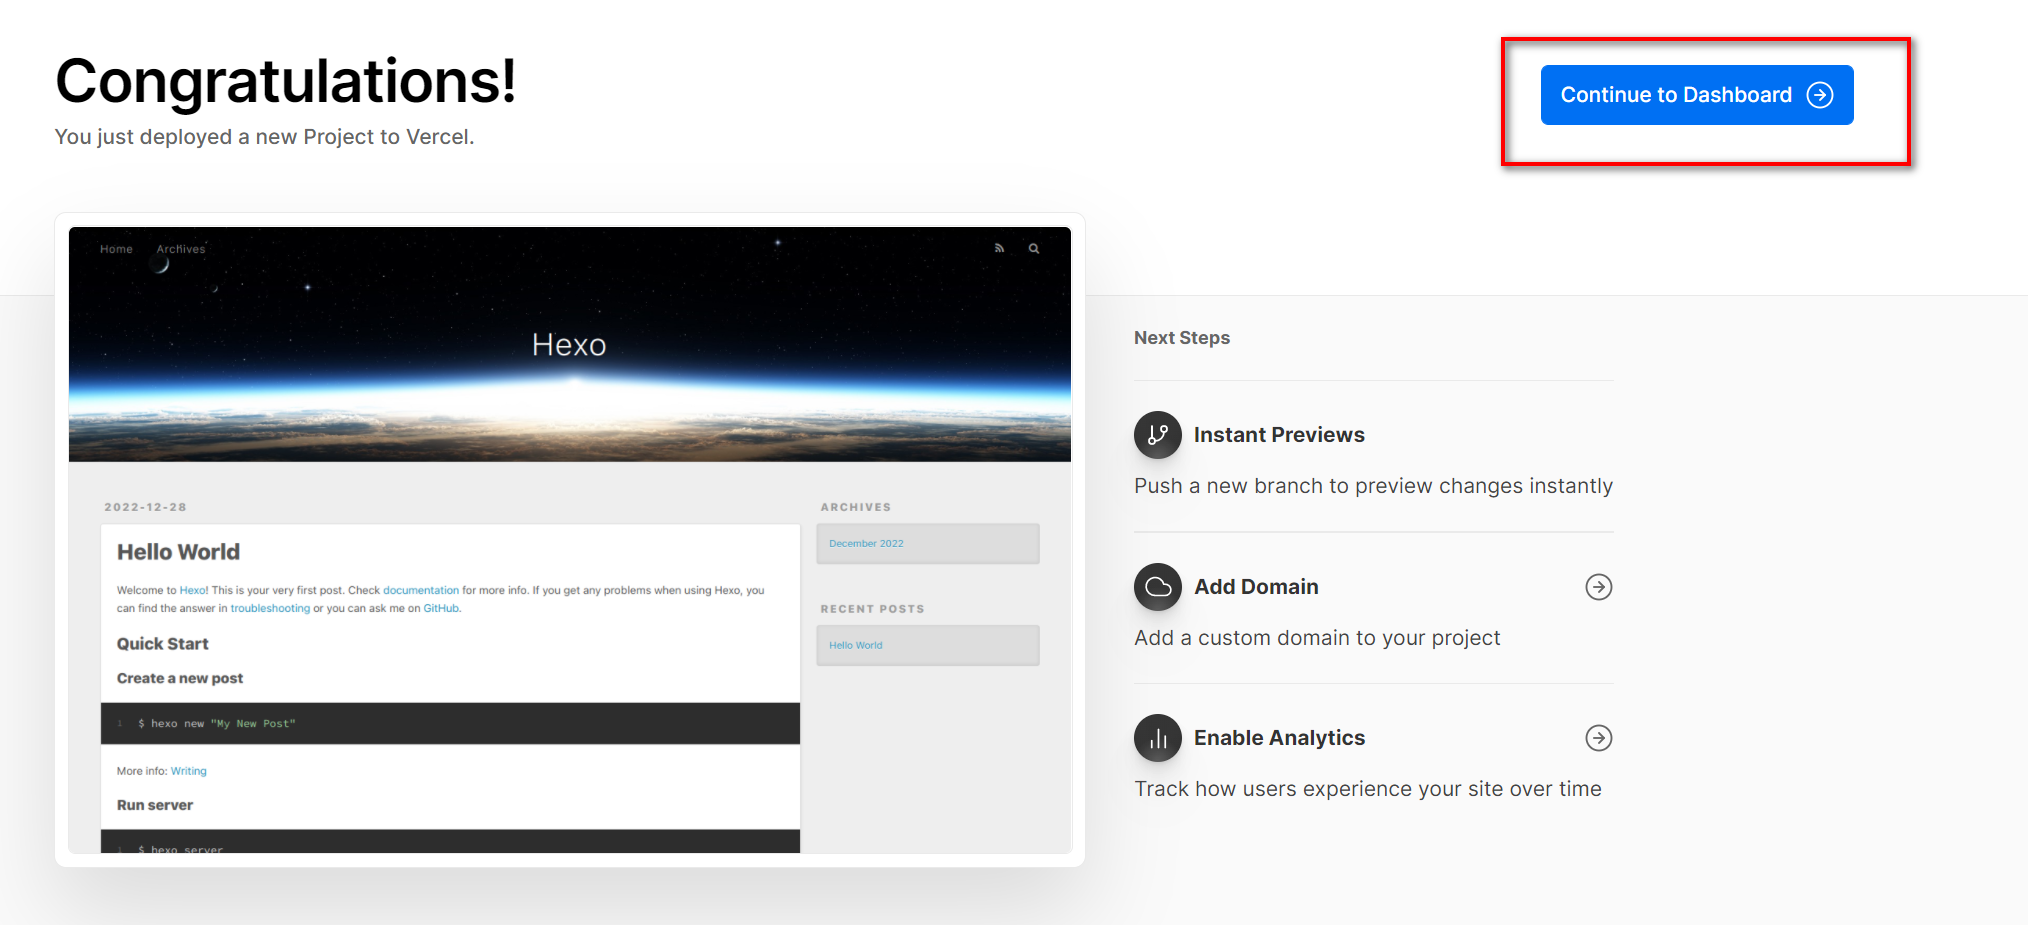 Congratulations!
You just deployed a new Project to Vercel.
Continue to Dashboard
Home Archives
Hexo
2022-12-28
Hello World
Welcome to Hexo! This is your very first post. Check documentation for more info. If you get any problems when using Hexo, you
can find the answer in troubleshooting or you can ask me on GitHub.
Quick Start
Create a new post
1 $ hexo new "My New Post"
More info: Writing
Run server
1 $ hexo server
ARCHIVES
December 2022
RECENT POSTS
Hello World
Next Steps
Instant Previews
Push a new branch to preview changes instantly
Add Domain
Add a custom domain to your project
Enable Analytics
Track how users experience your site over time